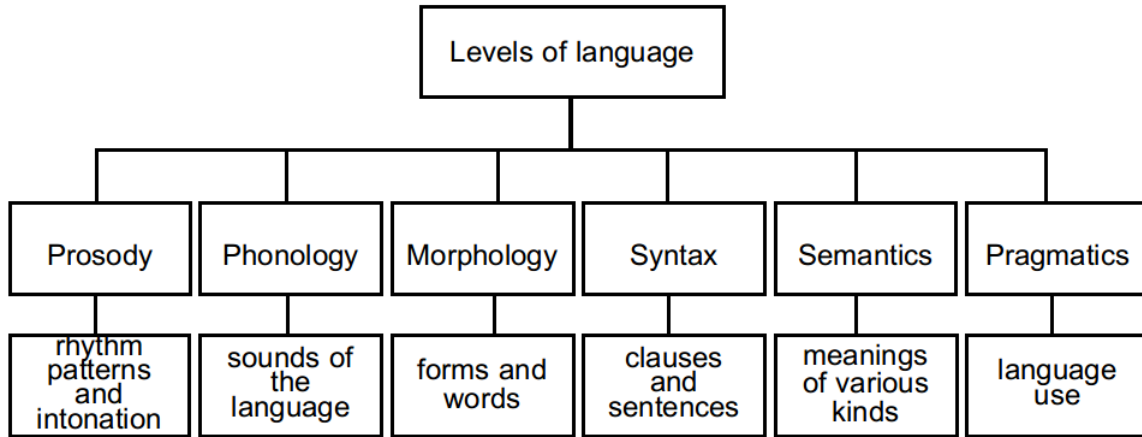 Levels of language
Prosody
Phonology
Morphology
Syntax
Semantics
Pragmatics
rhythm
patterns
and
intonation
sounds of
the
language
forms and
words
clauses
and
sentences
meanings
of various
kinds
language
use